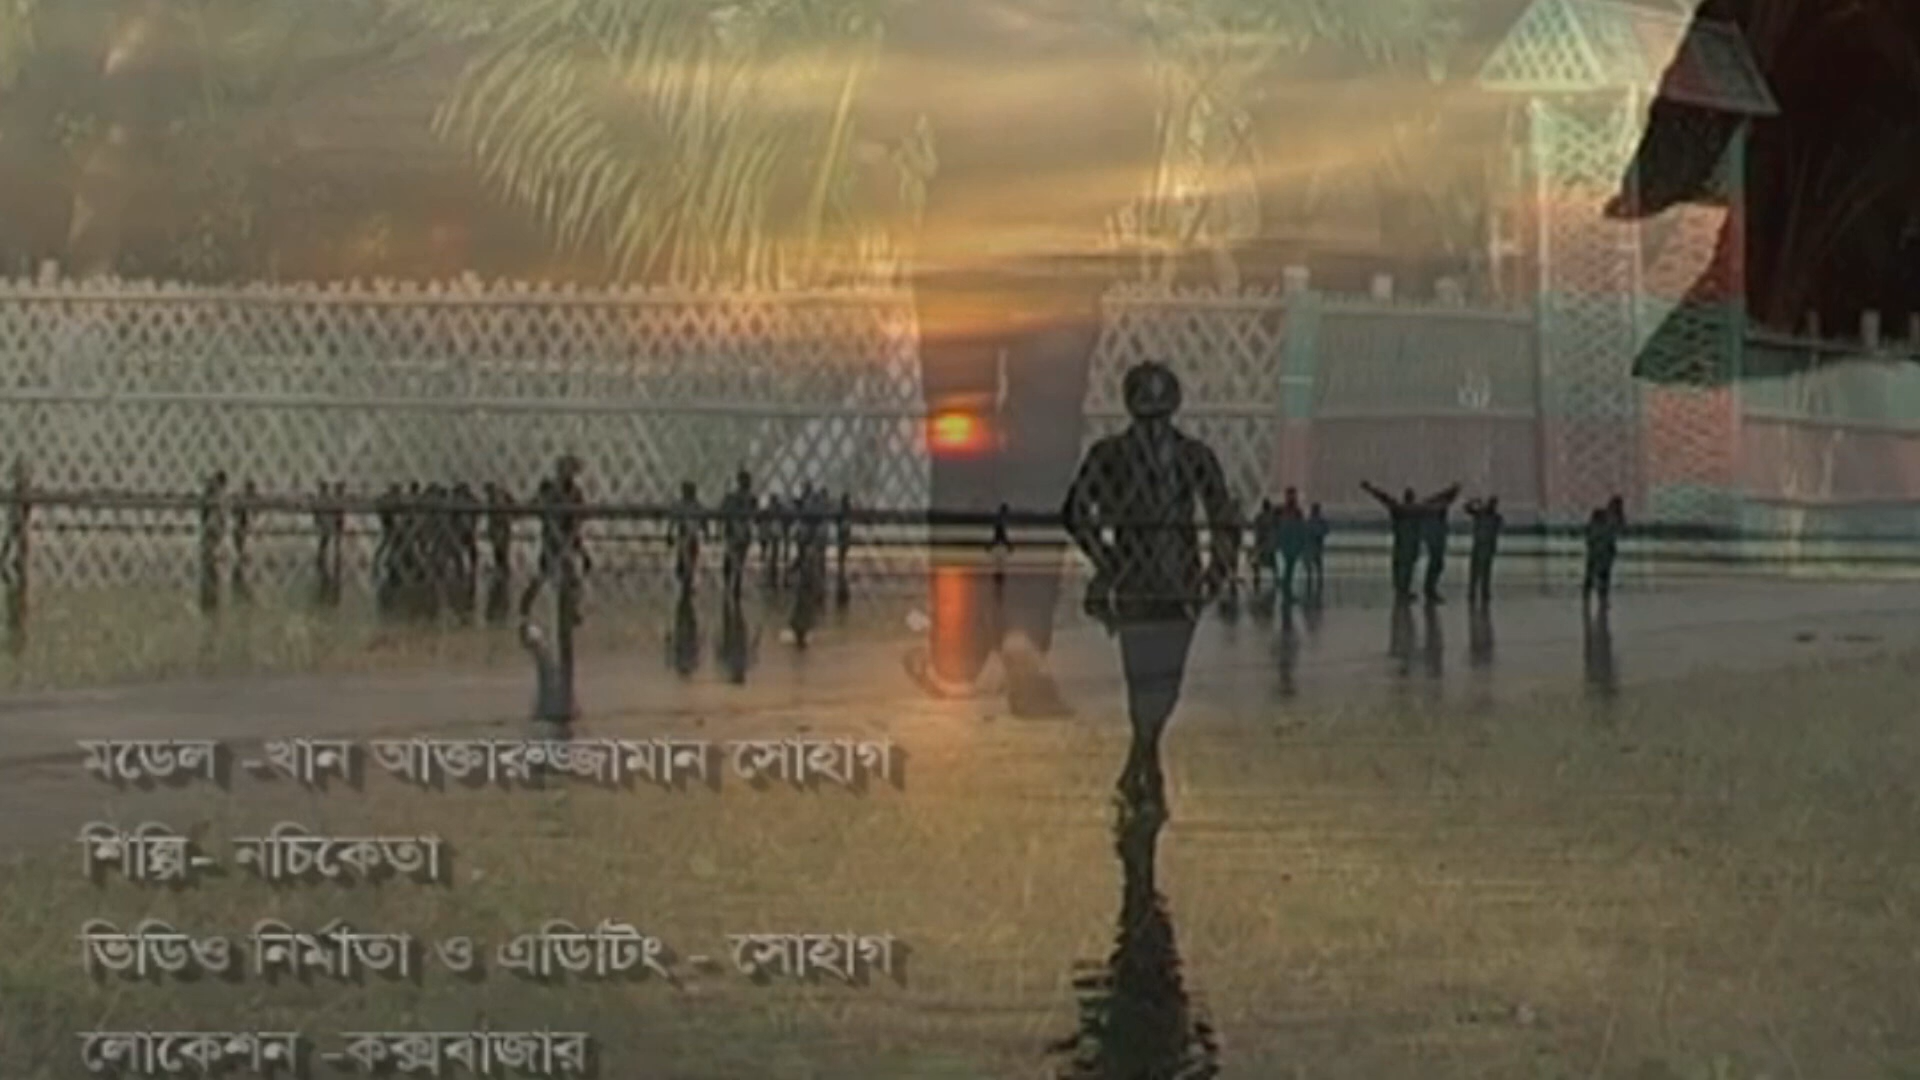 মডেল -খান আক্তারুজ্জামান সোহাগ
শিল্পি- নচিকেতা
ভিডিও নির্মাতা ও এডিটিং - সোহাগ
লোকেশন -কক্সবাজার